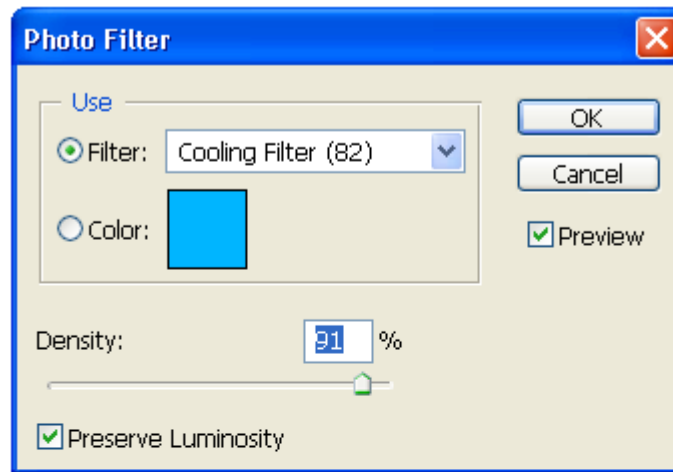 Photo Filter
Use
Filter: Cooling Filter (82)
OK
Cancel
Color:
Preview
Density: 91 %
Preserve Luminosity